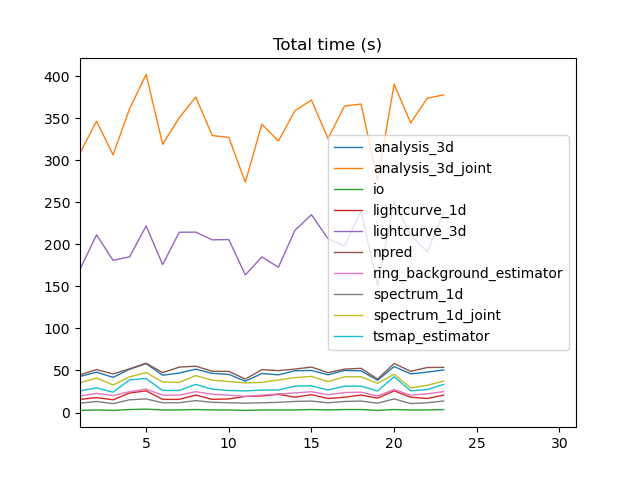 Total time (s)
400
350
300
250
200
150
100
50
0
analysis_3d
analysis_3d_joint
io
lightcurve_1d
lightcurve_3d
npred
ring_background_estimator
spectrum_1d
spectrum_1d_joint
tsmap_estimator
5 10 15 20 25 30